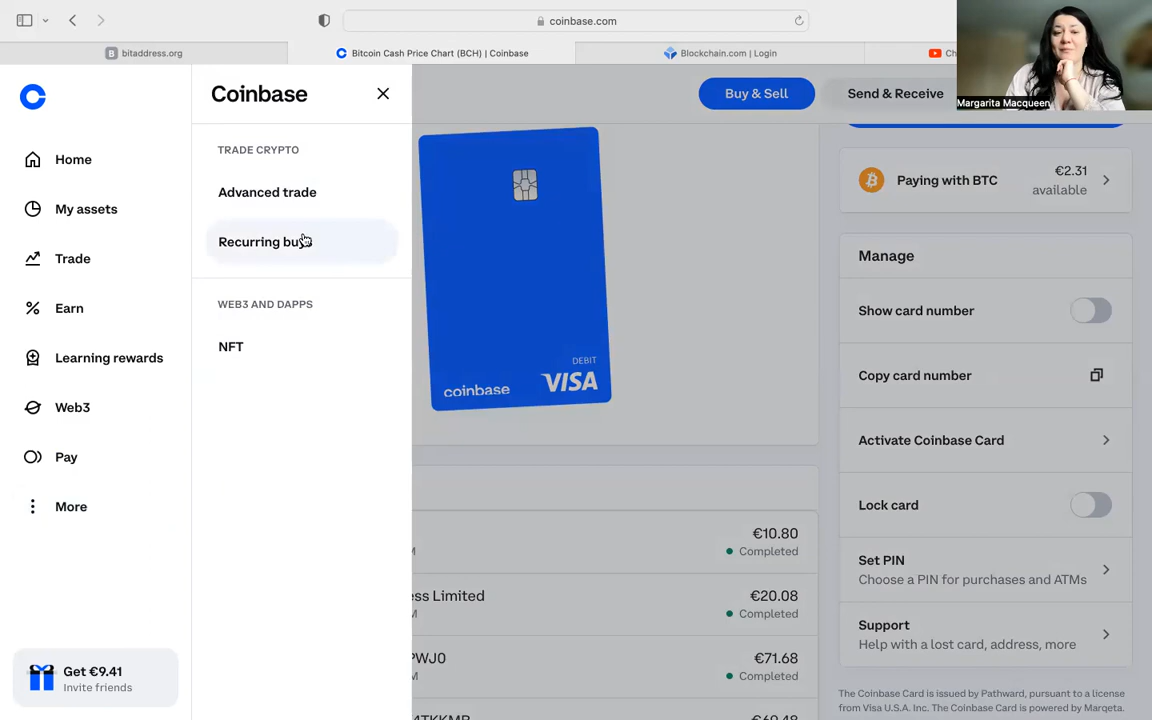 coinbase.com
bitaddress.org
Bitcoin Cash Price Chart (BCH) | Coinbase
Blockchain.com | Login
Margarita Macqueen
Coinbase
Buy & Sell
Send & Receive
Home
My assets
Trade
Earn
Learning rewards
Web3
Pay
More
Get €9.41
Invite friends
TRADE CRYPTO
Advanced trade
Recurring buys
WEB3 AND DAPPS
NFT
DEBIT
coinbase VISA
€10.80
Completed
ess Limited €20.08
Completed
PWJ0 €71.68
Completed
Paying with BTC
€2.31
available
Manage
Show card number
Copy card number
Activate Coinbase Card
Lock card
Set PIN
Choose a PIN for purchases and ATMs
Support
Help with a lost card, address, more
The Coinbase Card is issued by Pathward, pursuant to a license
from Visa U.S.A. Inc. The Coinbase Card is powered by Marqeta.